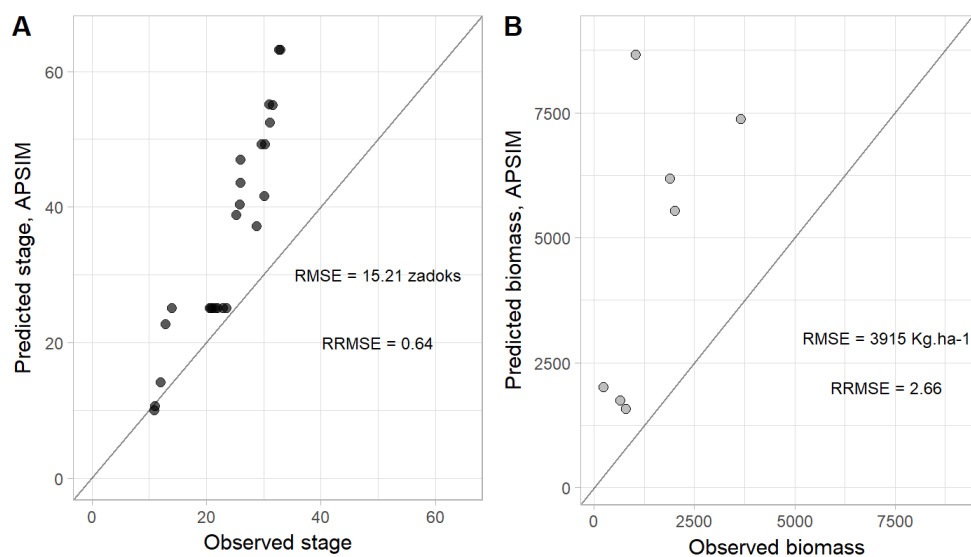 A
60
40
20
0
Predicted stage, APSIM
RMSE = 15.21 zadoks
RRMSE = 0.64
0 20 40 60
Observed stage
B
7500
5000
2500
0
Predicted biomass, APSIM
RMSE = 3915 Kg.ha-1
RRMSE = 2.66
0 2500 5000 7500
Observed biomass